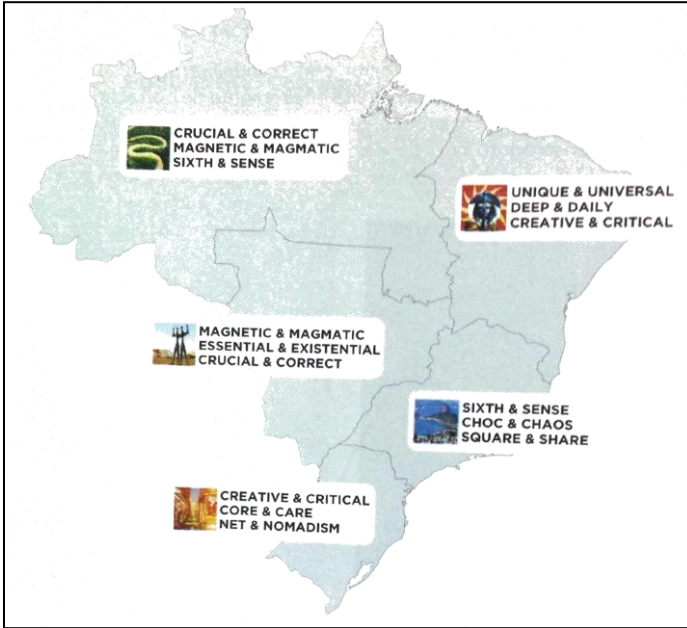 CRUCIAL & CORRECT
MAGNETIC & MAGMATIC
SIXTH & SENSE
UNIQUE & UNIVERSAL
DEEP & DAILY
CREATIVE & CRITICAL
MAGNETIC & MAGMATIC
ESSENTIAL & EXISTENTIAL
CRUCIAL & CORRECT
SIXTH & SENSE
CHOC & CHAOS
SQUARE & SHARE
CREATIVE & CRITICAL
CORE & CARE
NET & NOMADISM